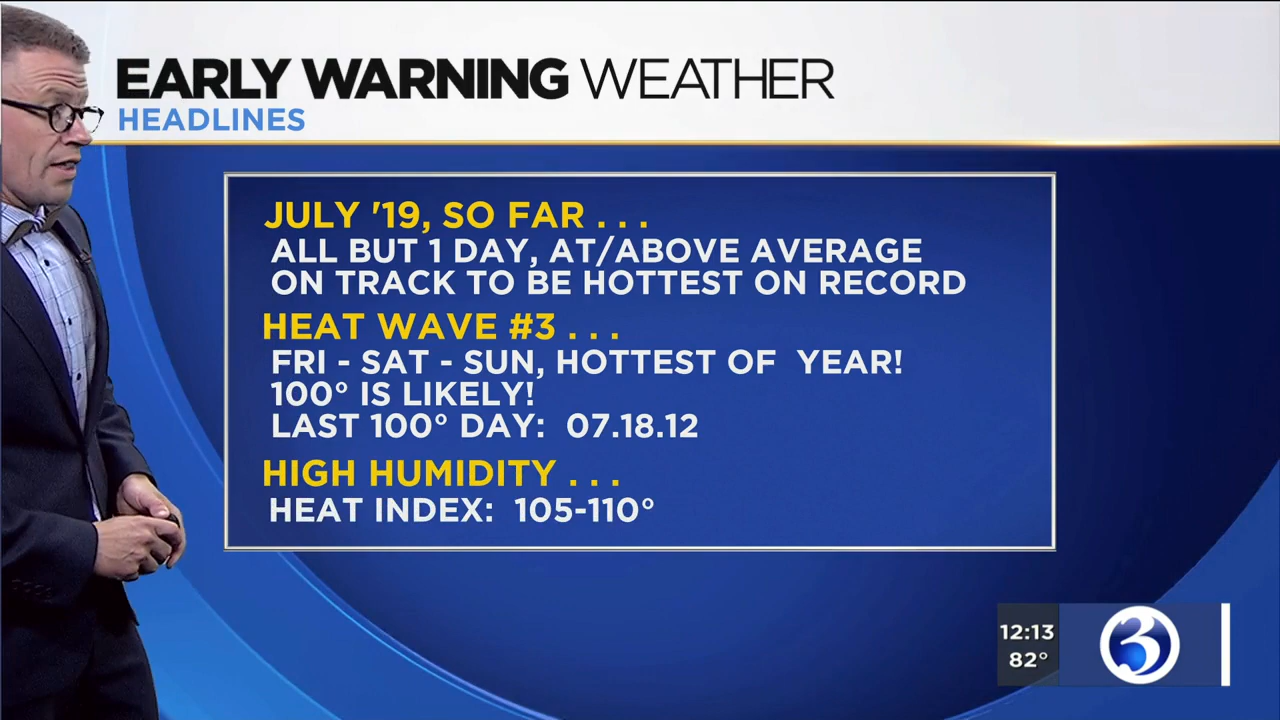 EARLY WARNING WEATHER
HEADLINES
JULY '19, SO FAR . . .
ALL BUT 1 DAY, AT/ABOVE AVERAGE
ON TRACK TO BE HOTTEST ON RECORD
HEAT WAVE #3 . . .
FRI - SAT - SUN, HOTTEST OF YEAR!
100° IS LIKELY!
LAST 100° DAY: 07.18.12
HIGH HUMIDITY . . .
HEAT INDEX: 105-110°
12:13
82°
3